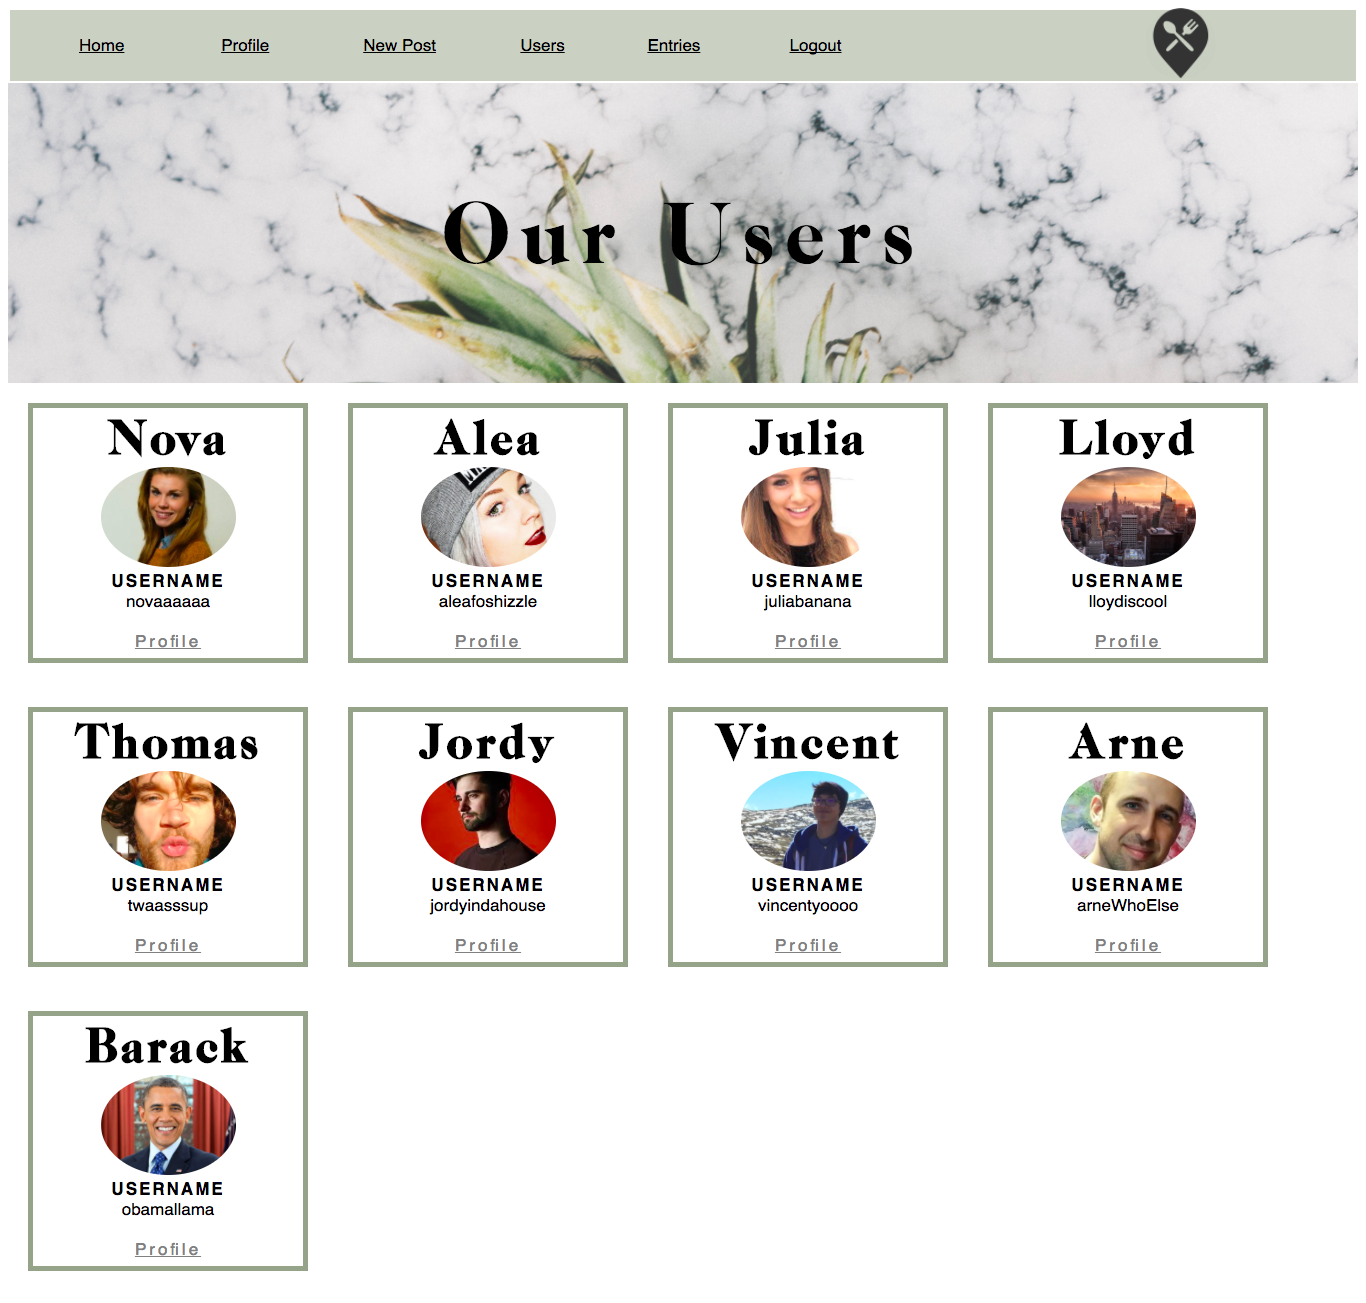 Home Profile New Post Users Entries Logout
Our Users
Nova Alea Julia Lloyd
USERNAME USERNAME USERNAME USERNAME
novaaaaaa aleafoshizzle juliabanana lloydiscool
Profile Profile Profile Profile
Thomas Jordy Vincent Arne
USERNAME USERNAME USERNAME USERNAME
twaasssup jordyindahouse vincentyoooo arneWhoElse
Profile Profile Profile Profile
Barack
USERNAME
obamallama
Profile